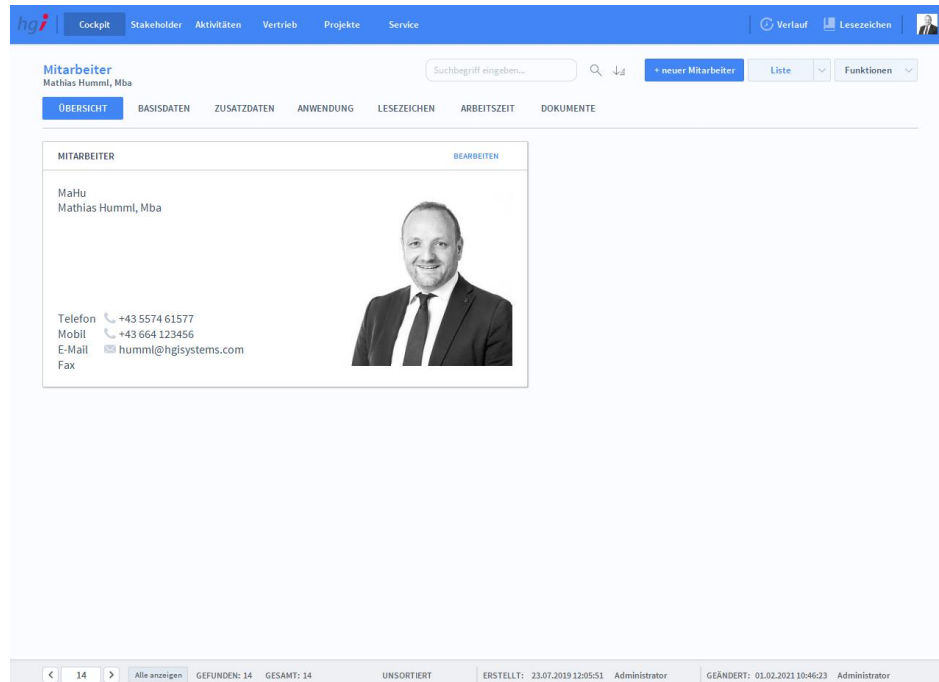 hgi Cockpit Stakeholder Aktivitäten Vertrieb Projekte Service Verlauf Lesezeichen
Mitarbeiter Suchbegriff eingeben... + neuer Mitarbeiter Liste Funktionen
Mathias Humml, Mba
ÜBERSICHT BASISDATEN ZUSATZDATEN ANWENDUNG LESEZEICHEN ARBEITSZEIT DOKUMENTE
MITARBEITER BEARBEITEN
MaHu
Mathias Humml, Mba
Telefon +43 5574 61577
Mobil +43 664 123456
E-Mail humml@hgisystems.com
Fax
14 Alle anzeigen GEFUNDEN: 14 GESAMT: 14 UNSORTIERT ERSTELLT: 23.07.2019 12:05:51 Administrator GEÄNDERT: 01.02.2021 10:46:23 Administrator